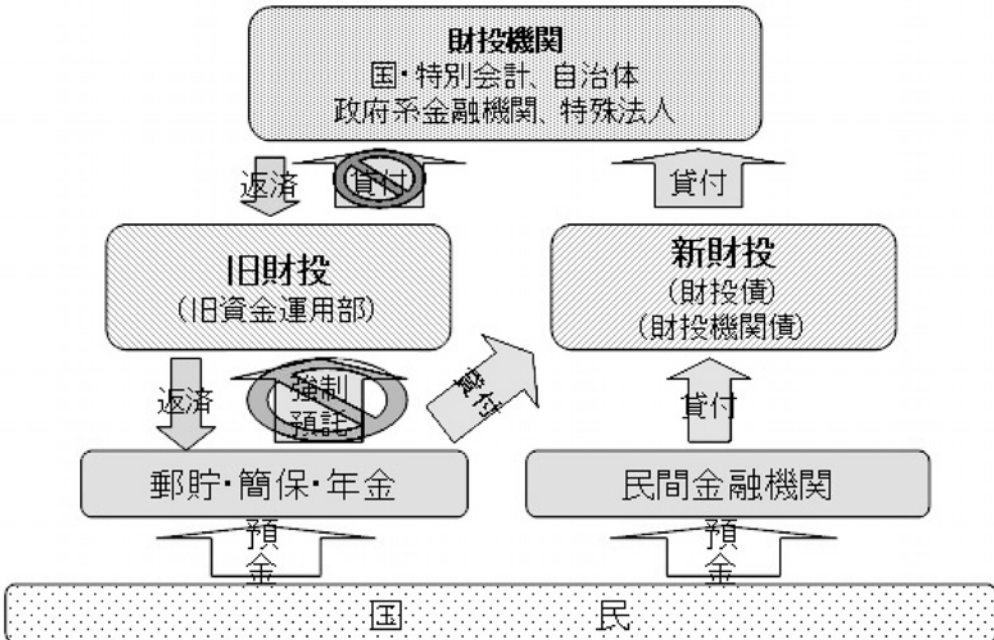 財投機関
国・特別会計、自治体
政府系金融機関、特殊法人
返済
貸付
貸付
旧財投
(旧資金運用部)
新財投
(財投債)
(財投機関債)
返済
強制
預託
貸付
貸付
郵貯・簡保・年金
民間金融機関
預
金
預
金
国 民